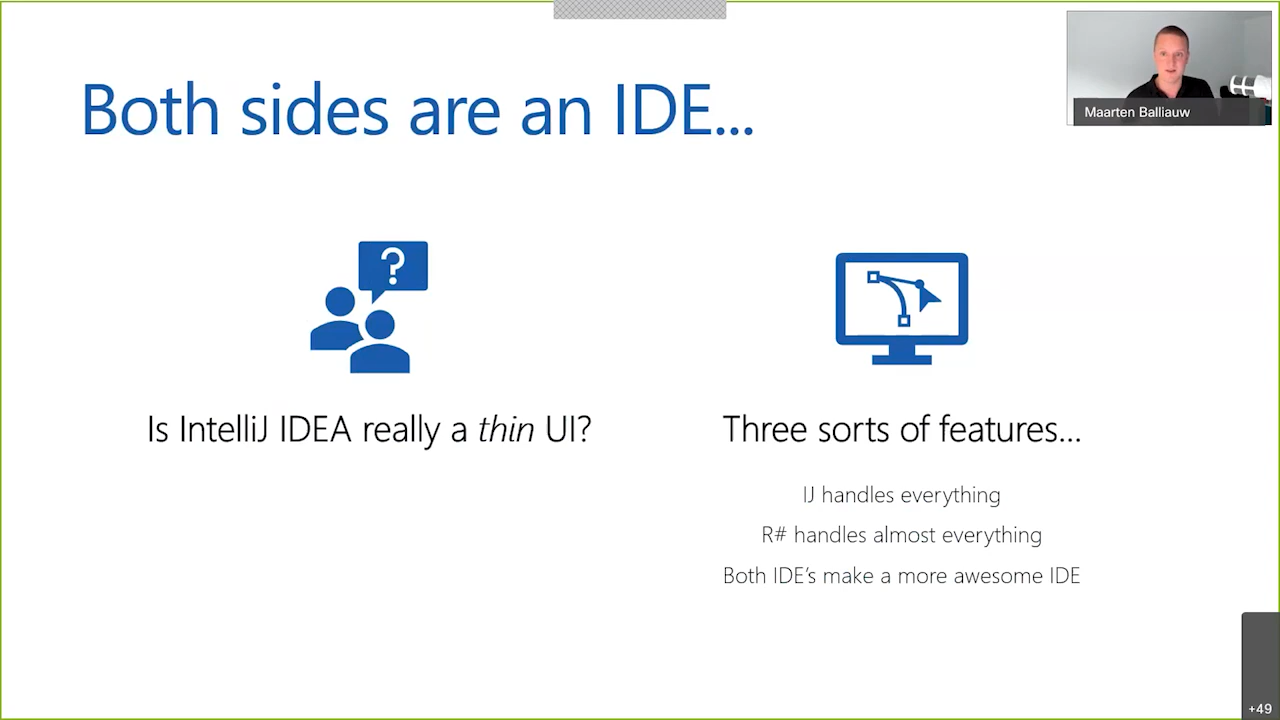 Both sides are an IDE...
Maarten Balliauw
?
Is IntelliJ IDEA really a thin UI?
Three sorts of features...
IJ handles everything
R# handles almost everything
Both IDE's make a more awesome IDE
+49